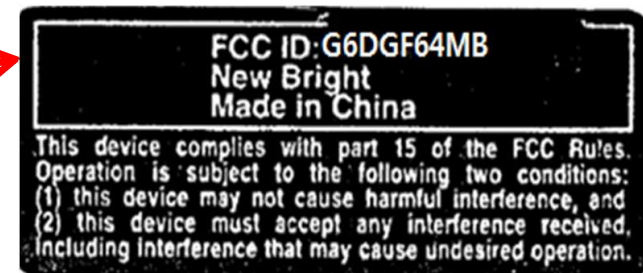 FCC ID:G6DGF64MB
New Bright
Made in China
This device complies with part 15 of the FCC Rules.
Operation is subject to the following two conditions:
(1) this device may not cause harmful interference, and
(2) this device must accept any interference received,
including interference that may cause undesired operation.